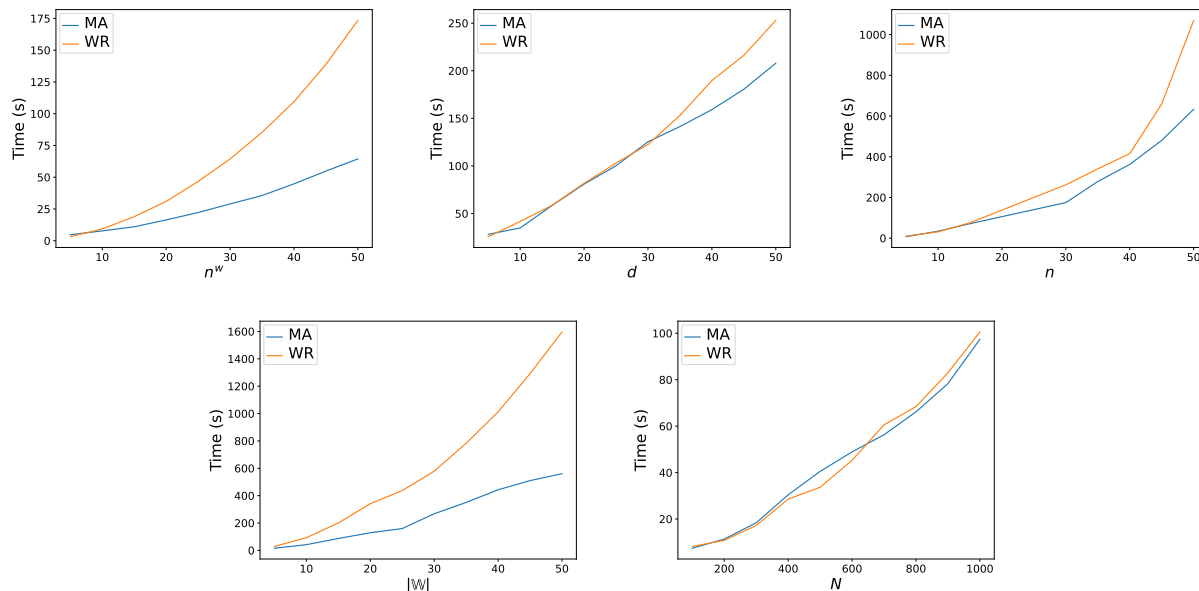 MA
WR
Time (s)
175
150
125
100
75
50
25
0
10 20 30 40 50
n^w
MA
WR
Time (s)
250
200
150
100
50
10 20 30 40 50
d
MA
WR
Time (s)
1000
800
600
400
200
0
10 20 30 40 50
n
MA
WR
Time (s)
1600
1400
1200
1000
800
600
400
200
0
10 20 30 40 50
|𝕎|
MA
WR
Time (s)
100
80
60
40
20
200 400 600 800 1000
N